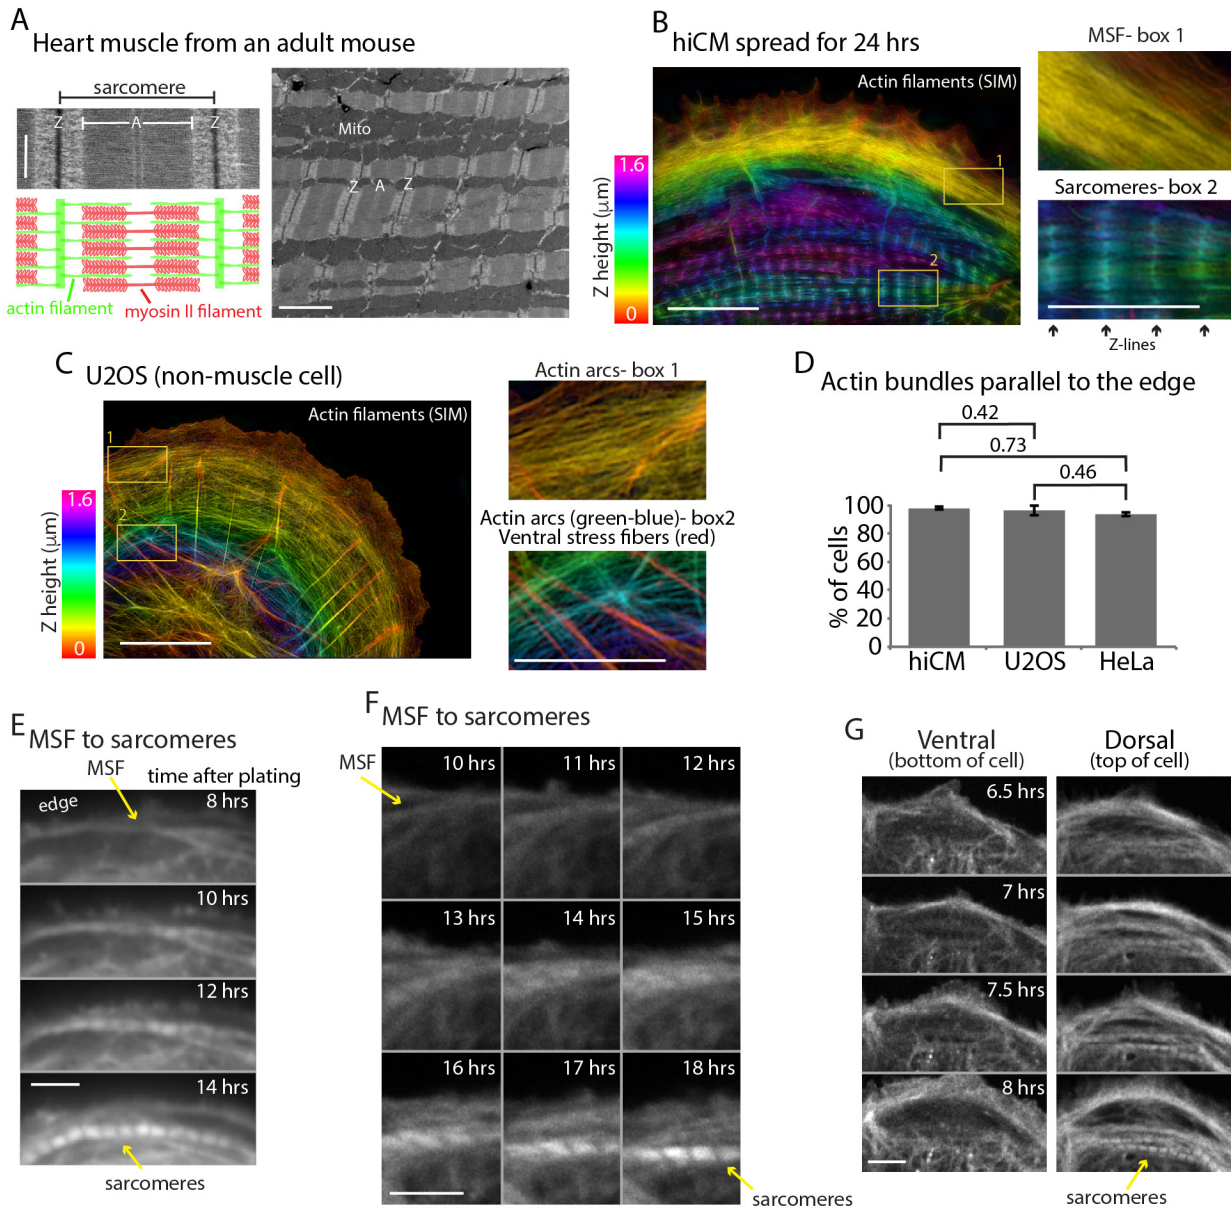 A
Heart muscle from an adult mouse
sarcomere
Z
A
Z
actin filament
myosin II filament
Mito
Z A Z
B
hiCM spread for 24 hrs
Actin filaments (SIM)
Z height (μm)
1.6
0
1
2
MSF- box 1
Sarcomeres- box 2
Z-lines
C
U2OS (non-muscle cell)
Actin filaments (SIM)
Z height (μm)
1.6
0
1
2
Actin arcs- box 1
Actin arcs (green-blue)- box2
Ventral stress fibers (red)
D
Actin bundles parallel to the edge
0.42
0.73
0.46
% of cells
100
80
60
40
20
0
hiCM U2OS HeLa
E
MSF to sarcomeres
MSF
time after plating
edge
8 hrs
10 hrs
12 hrs
14 hrs
sarcomeres
F
MSF to sarcomeres
MSF
10 hrs 11 hrs 12 hrs
13 hrs 14 hrs 15 hrs
16 hrs 17 hrs 18 hrs
sarcomeres
G
Ventral
(bottom of cell)
Dorsal
(top of cell)
6.5 hrs
7 hrs
7.5 hrs
8 hrs
sarcomeres